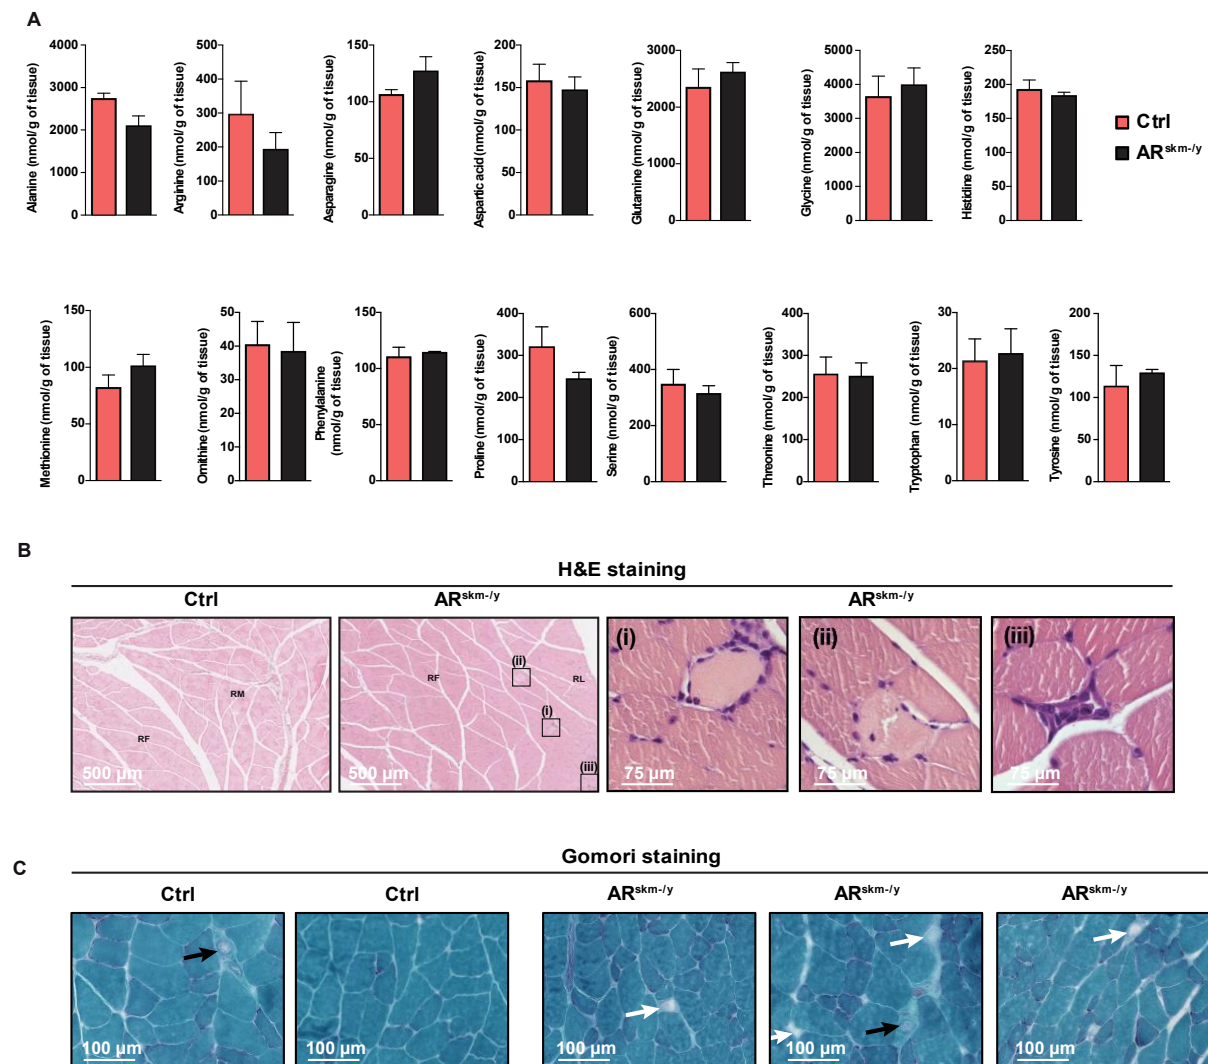 A
Alanine (nmol/g of tissue)
4000
3000
2000
1000
0
Arginine (nmol/g of tissue)
500
400
300
200
100
0
Asparagine (nmol/g of tissue)
150
100
50
0
Aspartic acid (nmol/g of tissue)
200
150
100
50
0
Glutamine (nmol/g of tissue)
3000
2000
1000
0
Glycine (nmol/g of tissue)
5000
4000
3000
2000
1000
0
Histidine (nmol/g of tissue)
250
200
150
100
50
0
Ctrl
ARskm-/y
Methionine (nmol/g of tissue)
150
100
50
0
Ornithine (nmol/g of tissue)
50
40
30
20
10
0
Phenylalanine
(nmol/g of tissue)
150
100
50
0
Proline (nmol/g of tissue)
400
300
200
100
0
Serine (nmol/g of tissue)
600
400
200
0
Threonine (nmol/g of tissue)
400
300
200
100
0
Tryptophan (nmol/g of tissue)
30
20
10
0
Tyrosine (nmol/g of tissue)
200
150
100
50
0
B
H&E staining
Ctrl
ARskm-/y
ARskm-/y
RM
RF
500 µm
RF
(ii)
RL
(i)
(iii)
500 µm
(i)
75 µm
(ii)
75 µm
(iii)
75 µm
C
Gomori staining
Ctrl
Ctrl
ARskm-/y
ARskm-/y
ARskm-/y
100 µm
100 µm
100 µm
100 µm
100 µm